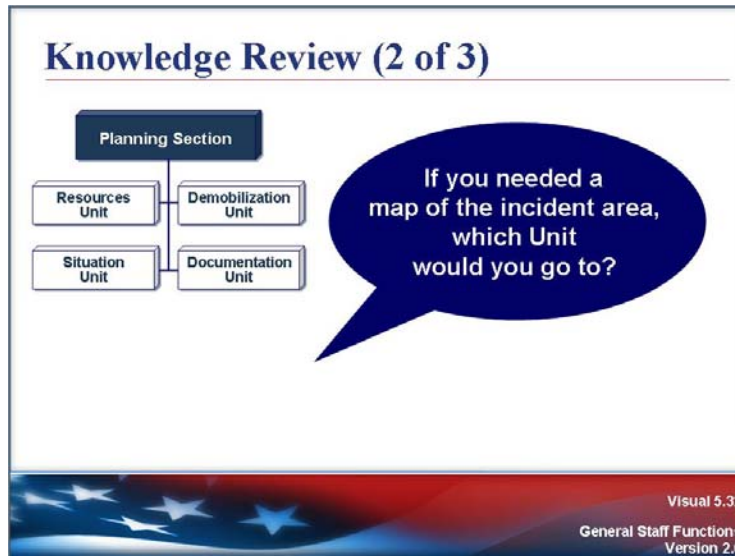 Knowledge Review (2 of 3)
Planning Section
Resources
Unit
Demobilization
Unit
Situation
Unit
Documentation
Unit
If you needed a
map of the incident area,
which Unit
would you go to?
Visual 5.3
General Staff Function
Version 2.